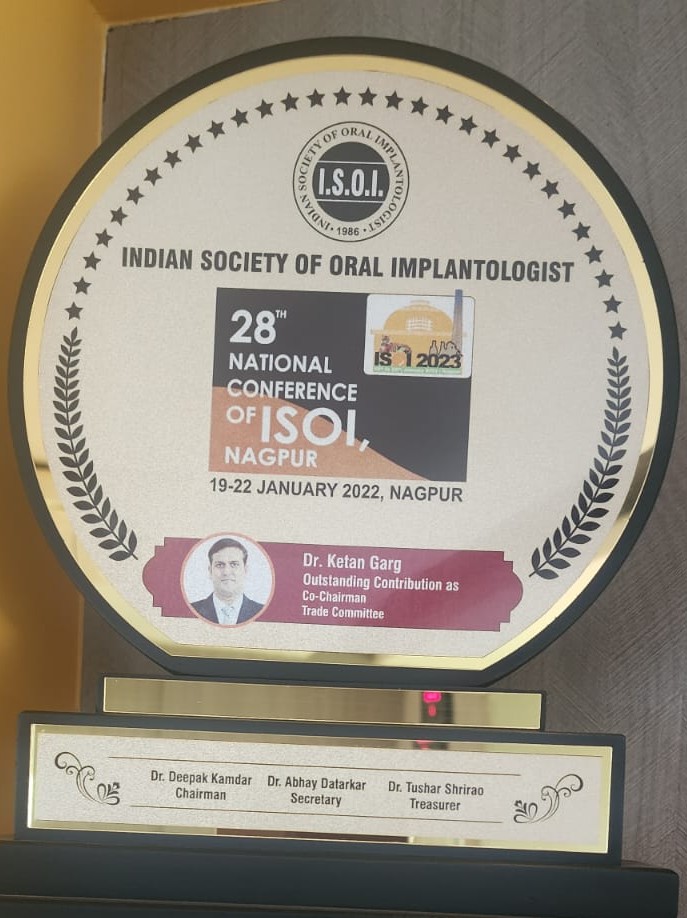 INDIAN SOCIETY OF ORAL IMPLANTOLOGIST
I.S.O.I.
• 1986 •
INDIAN SOCIETY OF ORAL IMPLANTOLOGIST
28TH
NATIONAL
CONFERENCE
OF ISOI,
NAGPUR
ISOI 2023
19-22 JANUARY 2022, NAGPUR
Dr. Ketan Garg
Outstanding Contribution as
Co-Chairman
Trade Committee
Dr. Deepak Kamdar
Chairman
Dr. Abhay Datarkar
Secretary
Dr. Tushar Shrirao
Treasurer